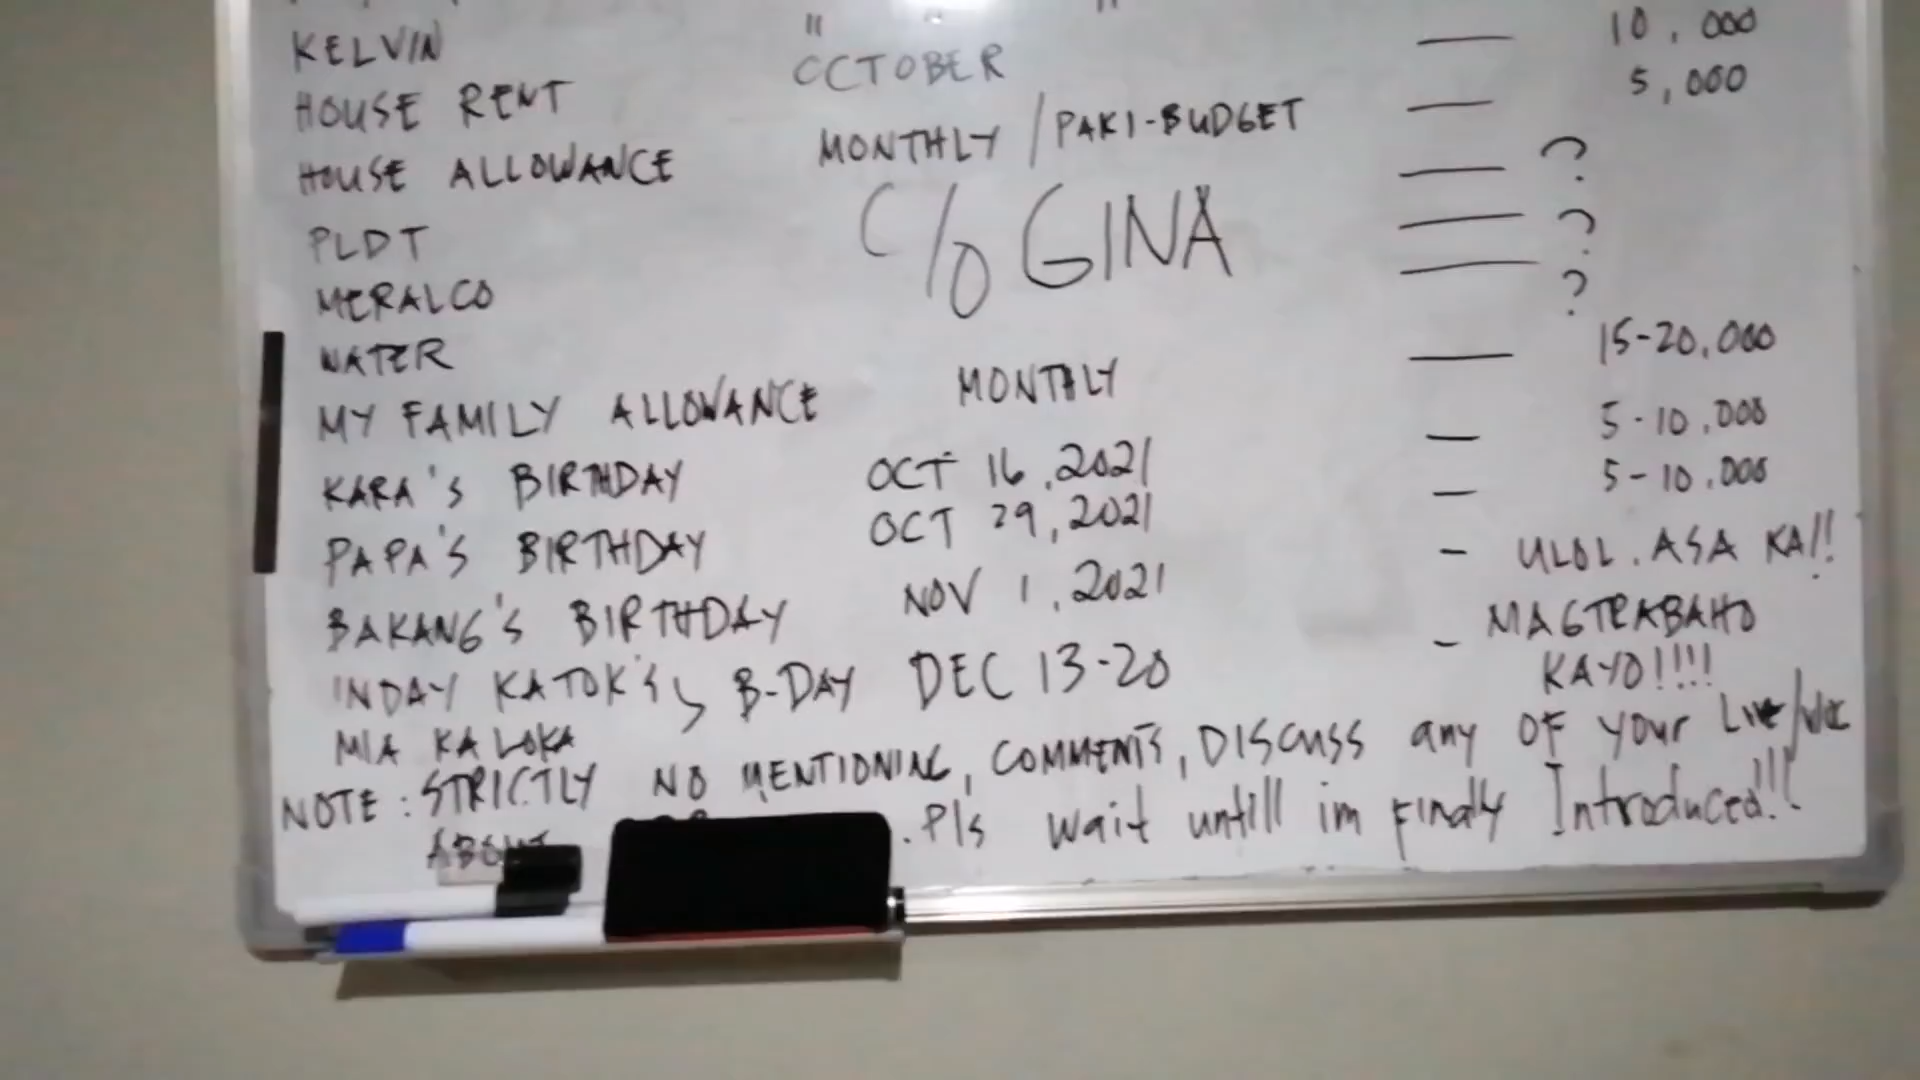 " "
KELVIN " 
HOUSE RENT OCTOBER — 10,000
HOUSE ALLOWANCE MONTHLY / PAKI-BUDGET — 5,000
PLDT — ?
MERALCO C/O GINA — ?
WATER — ?
MY FAMILY ALLOWANCE MONTHLY — 15-20,000
KARA'S BIRTHDAY OCT 16, 2021 — 5-10,000
PAPA'S BIRTHDAY OCT 29, 2021 — 5-10,000
BAKANG'S BIRTHDAY NOV 1, 2021 - ULOL. ASA KA!!
INDAY KATOK'S B-DAY DEC 13-20 - MAGTRABAHO
MIA KALOKA KAYO!!!!
NOTE: STRICTLY NO MENTIONING, COMMENTS, DISCUSS any OF your Live/
ABOUT . Pls wait untill im Finally Introduced!!!